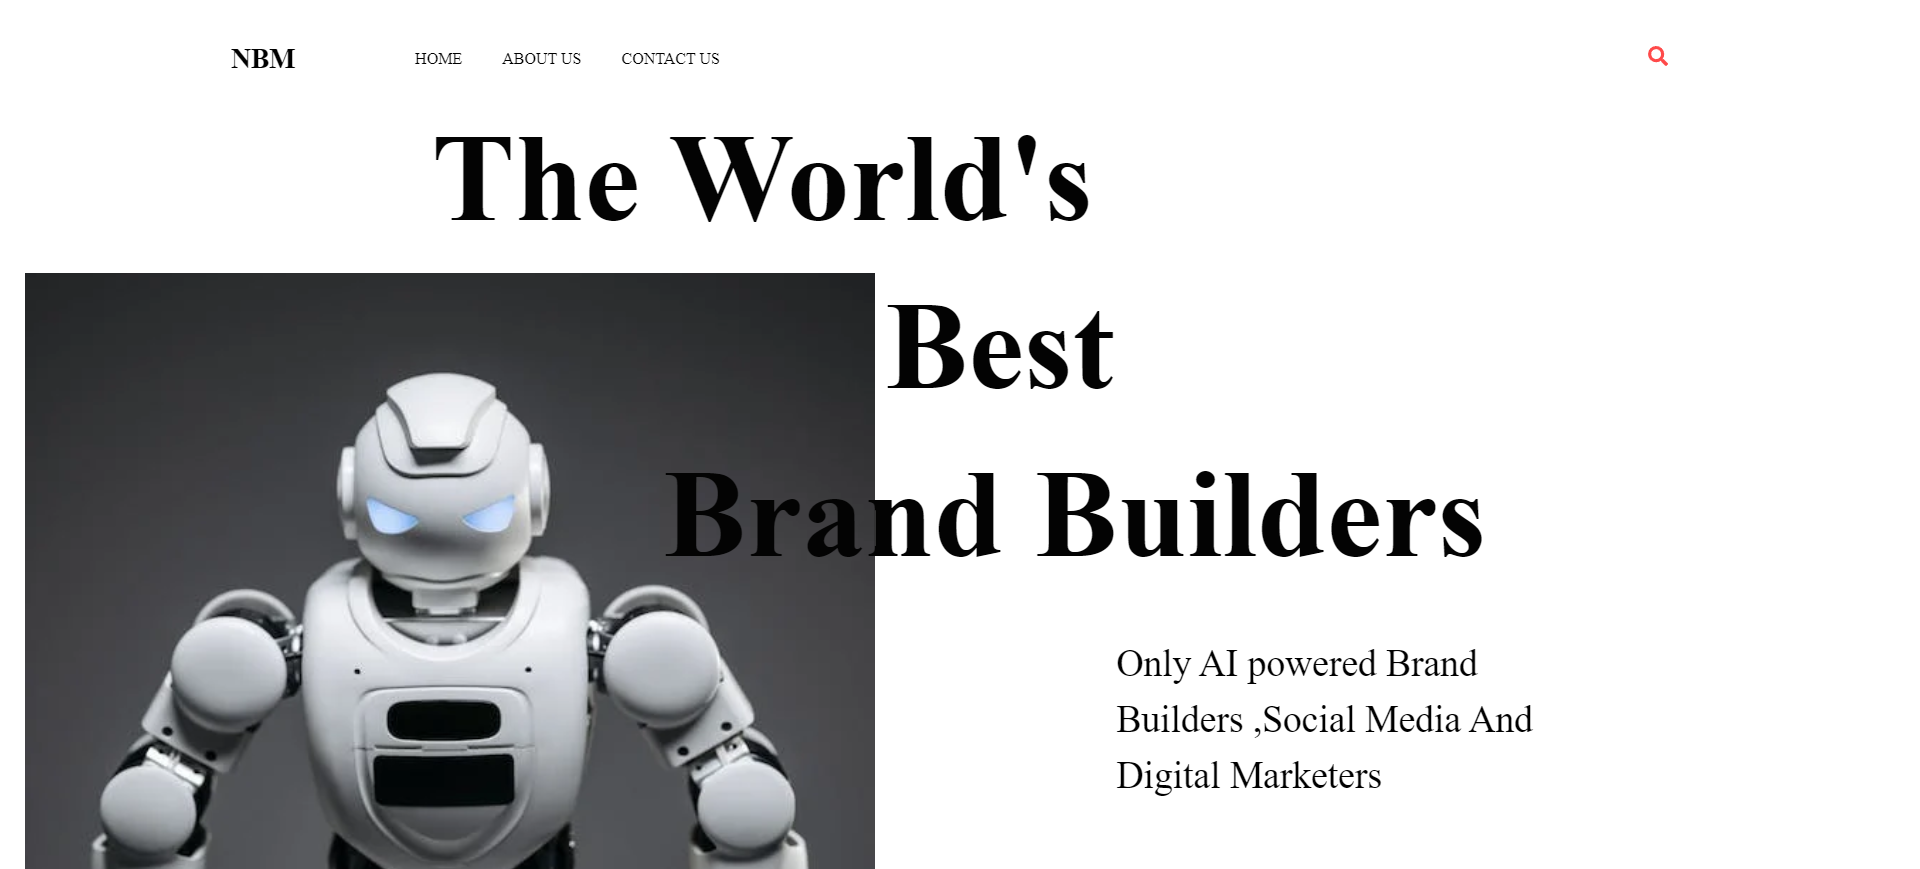 NBM
HOME ABOUT US CONTACT US
The World's
Best
Brand Builders
Only AI powered Brand
Builders ,Social Media And
Digital Marketers